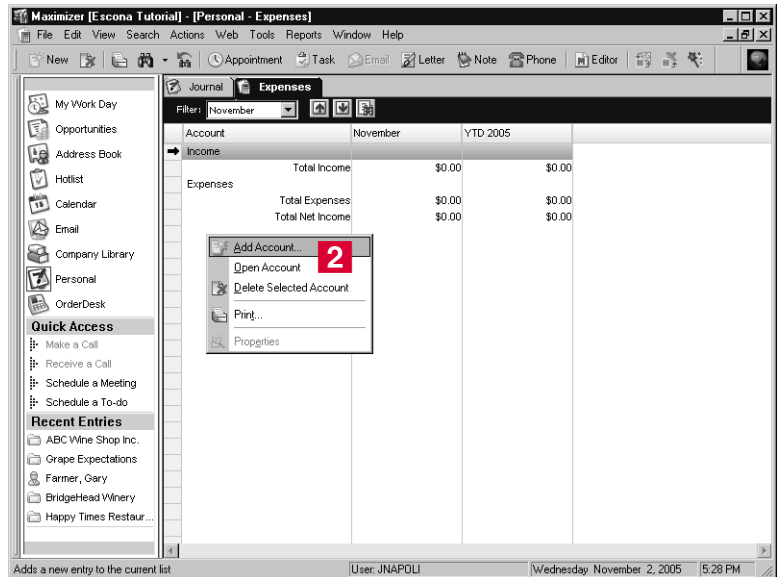 Maximizer [Escona Tutorial] - [Personal - Expenses]
File Edit View Search Actions Web Tools Reports Window Help
New Appointment Task Email Letter Note Phone Editor
Journal Expenses
Filter: November
My Work Day
Opportunities
Address Book
Hotlist
Calendar
Email
Company Library
Personal
OrderDesk
Quick Access
Make a Call
Receive a Call
Schedule a Meeting
Schedule a To-do
Recent Entries
ABC Wine Shop Inc.
Grape Expectations
Farmer, Gary
BridgeHead Winery
Happy Times Restaur...
Account November YTD 2005
Income
Total Income $0.00 $0.00
Expenses
Total Expenses $0.00 $0.00
Total Net Income $0.00 $0.00
Add Account... 2
Open Account
Delete Selected Account
Print...
Properties
Adds a new entry to the current list User: JNAPOLI Wednesday November 2, 2005 5:28 PM